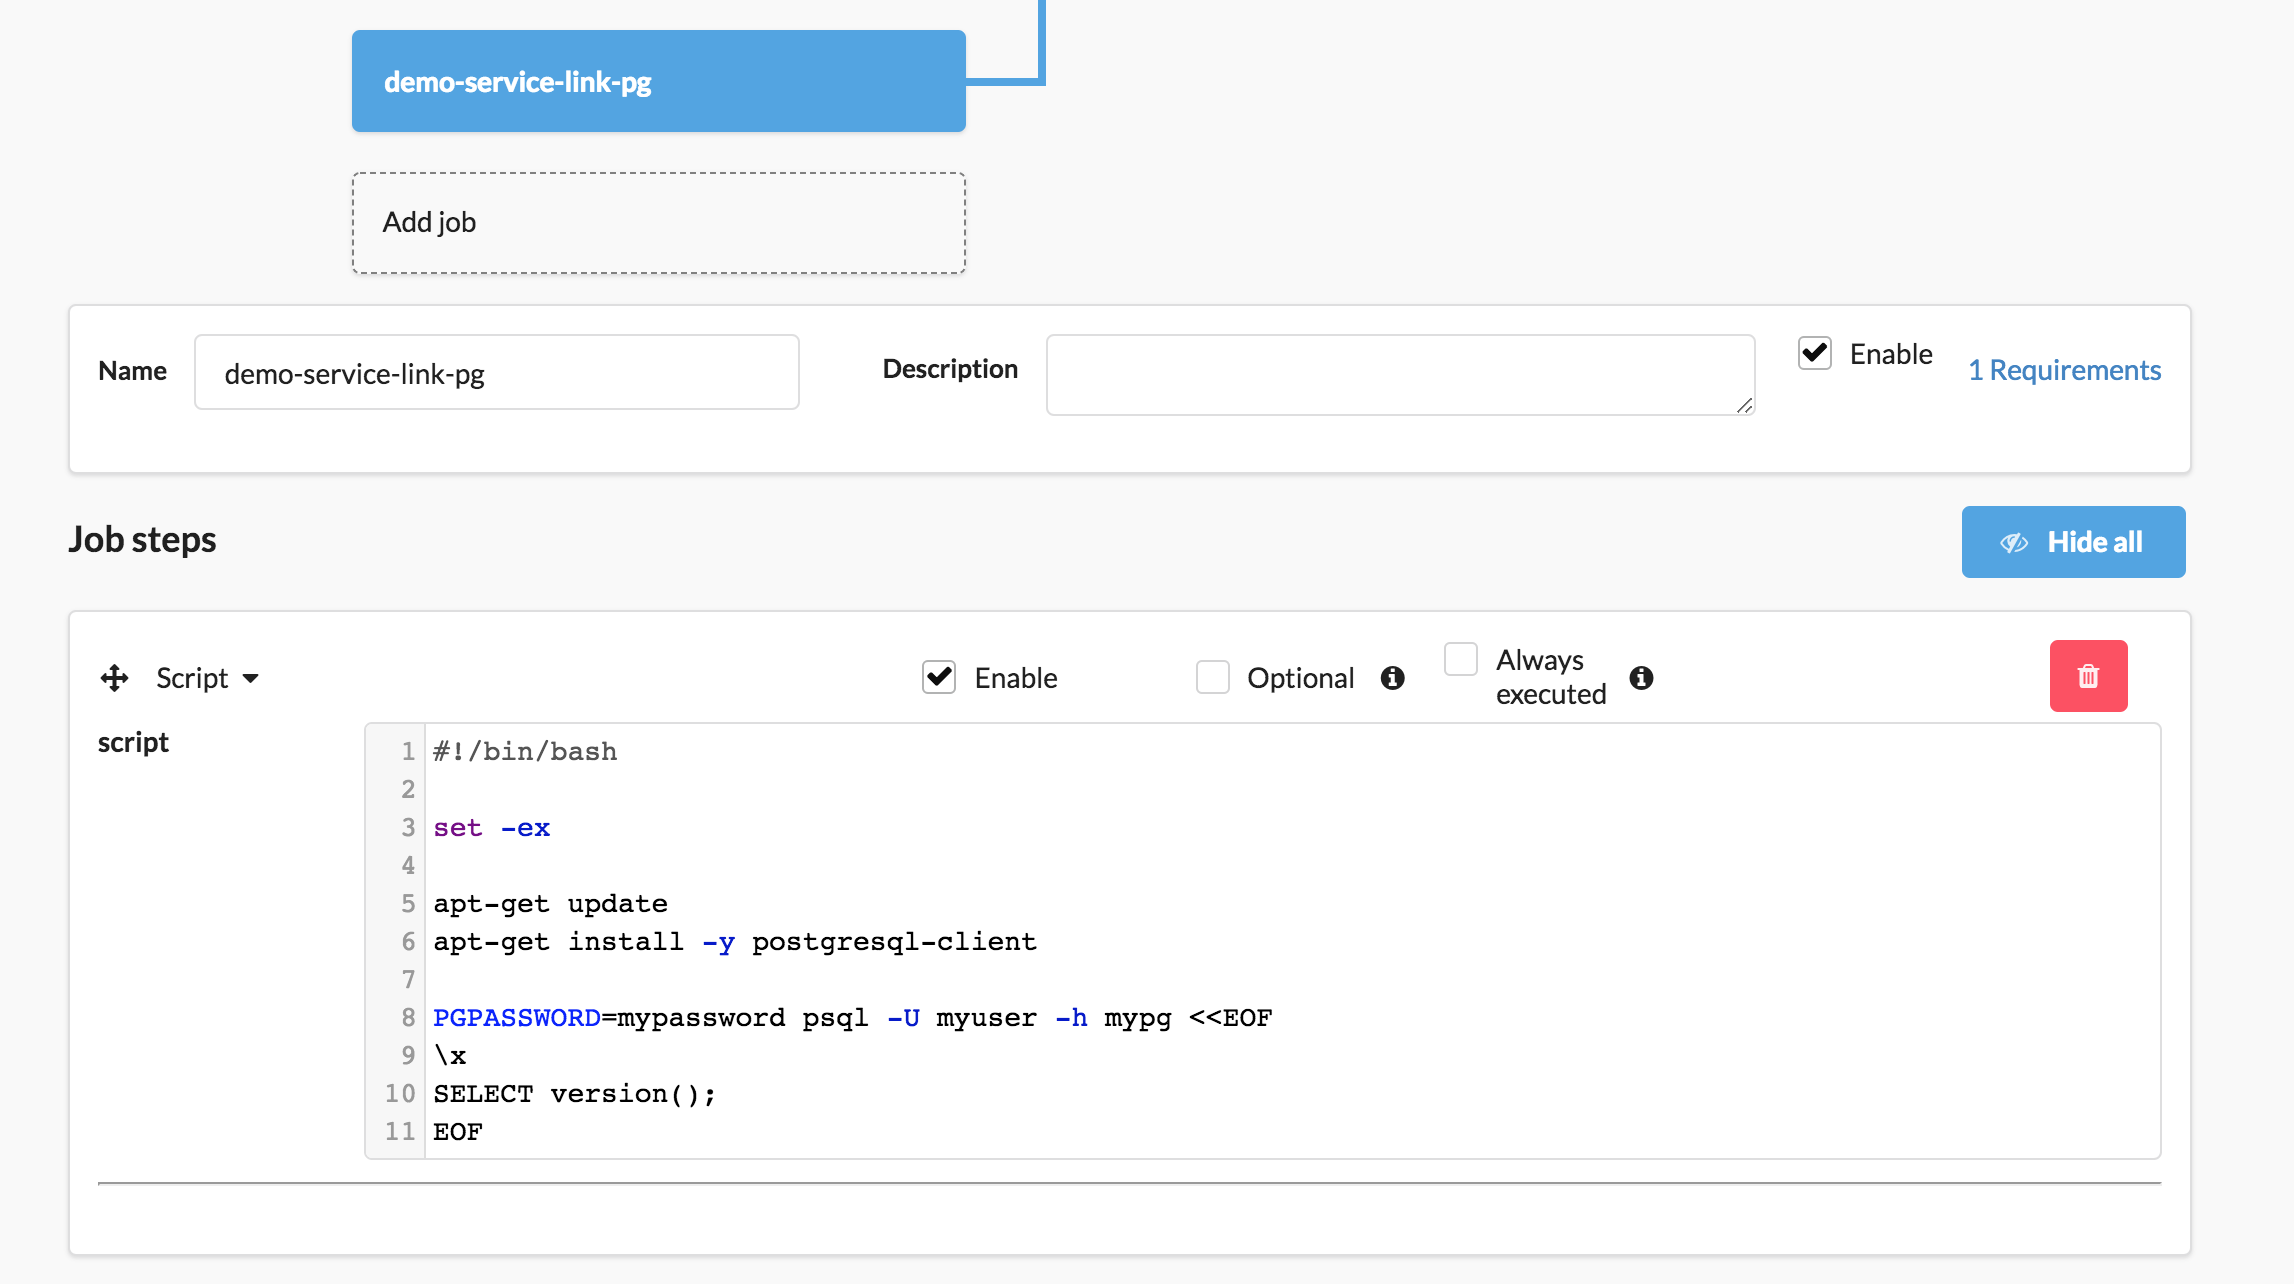 demo-service-link-pg
Add job
Name
demo-service-link-pg
Description
Enable
1 Requirements
Job steps
Hide all
Script
Enable
Optional
Always
executed
script
1 #!/bin/bash
2
3 set -ex
4
5 apt-get update
6 apt-get install -y postgresql-client
7
8 PGPASSWORD=mypassword psql -U myuser -h mypg <<EOF
9 \x
10 SELECT version();
11 EOF